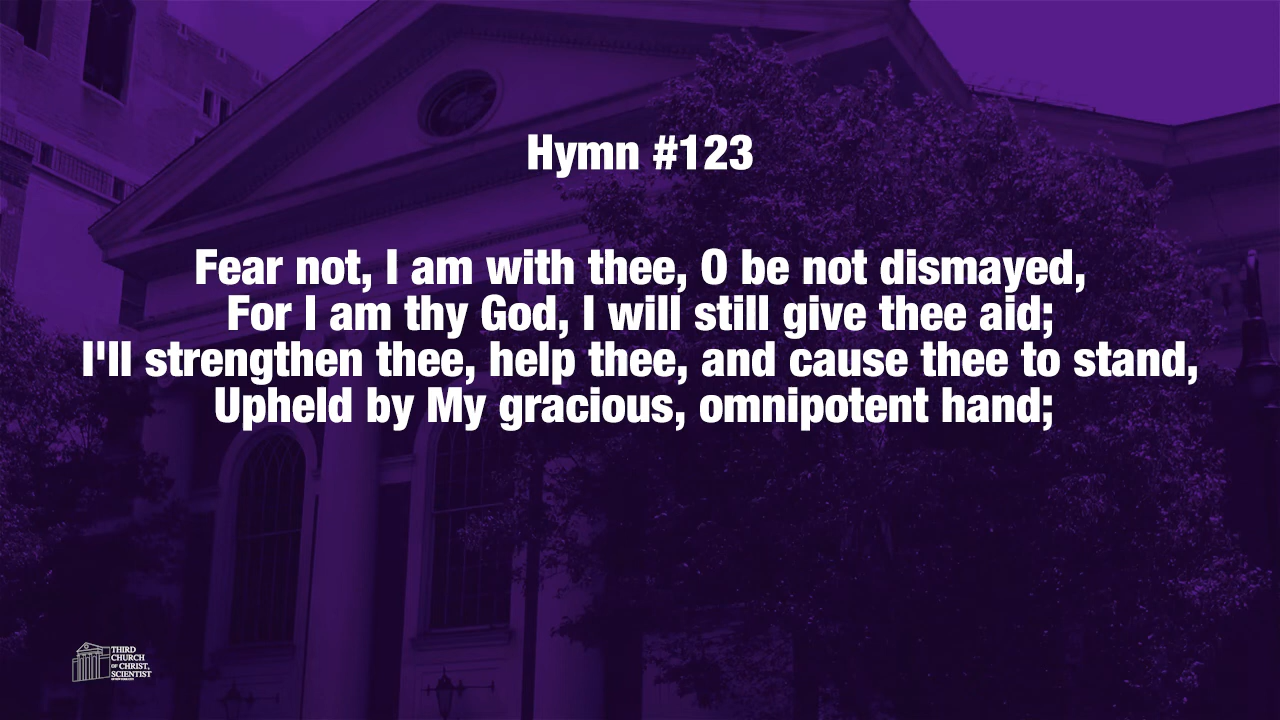 Hymn #123
Fear not, I am with thee, O be not dismayed,
For I am thy God, I will still give thee aid;
I'll strengthen thee, help thee, and cause thee to stand,
Upheld by My gracious, omnipotent hand;
THIRD
CHURCH
OF CHRIST,
SCIENTIST